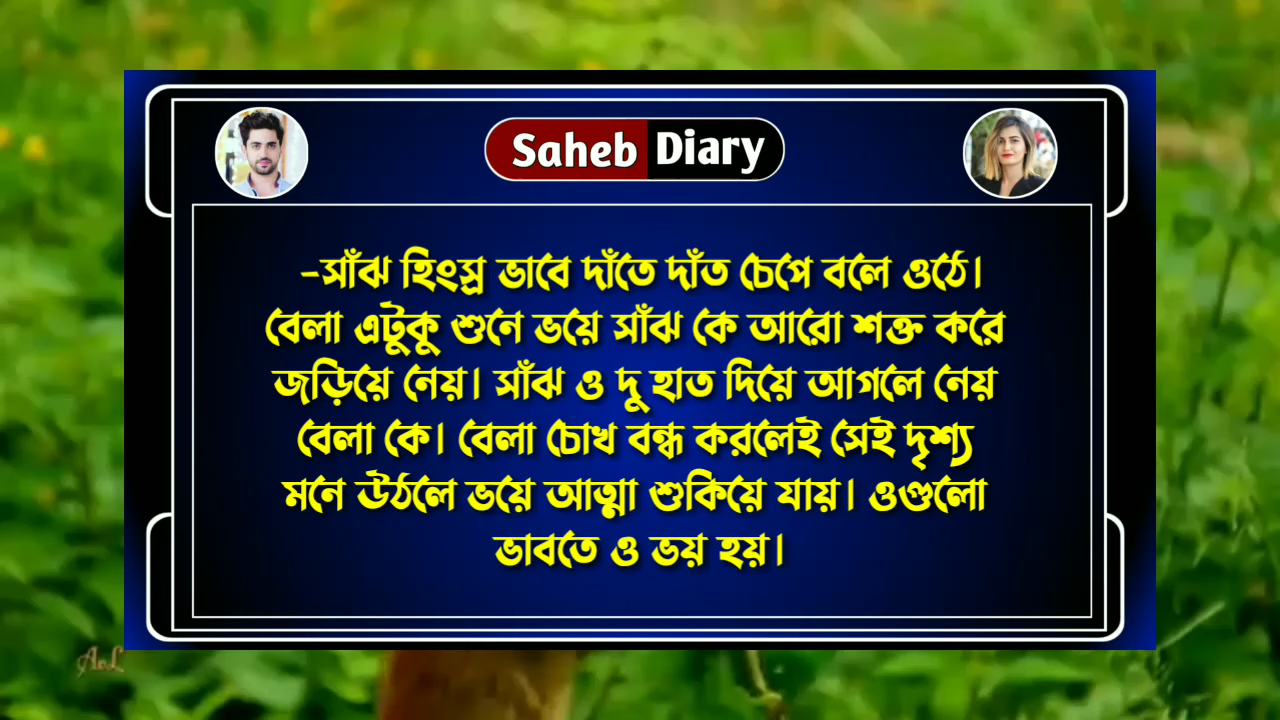 Saheb Diary
-সাঁঝ হিংস্র ভাবে দাঁতে দাঁত চেপে বলে ওঠে।
বেলা এটুকু শুনে ভয়ে সাঁঝ কে আরো শক্ত করে
জড়িয়ে নেয়। সাঁঝ ও দু হাত দিয়ে আগলে নেয়
বেলা কে। বেলা চোখ বন্ধ করলেই সেই দৃশ্য
মনে উঠলে ভয়ে আত্মা শুকিয়ে যায়। ওগুলো
ভাবতে ও ভয় হয়।
AoL